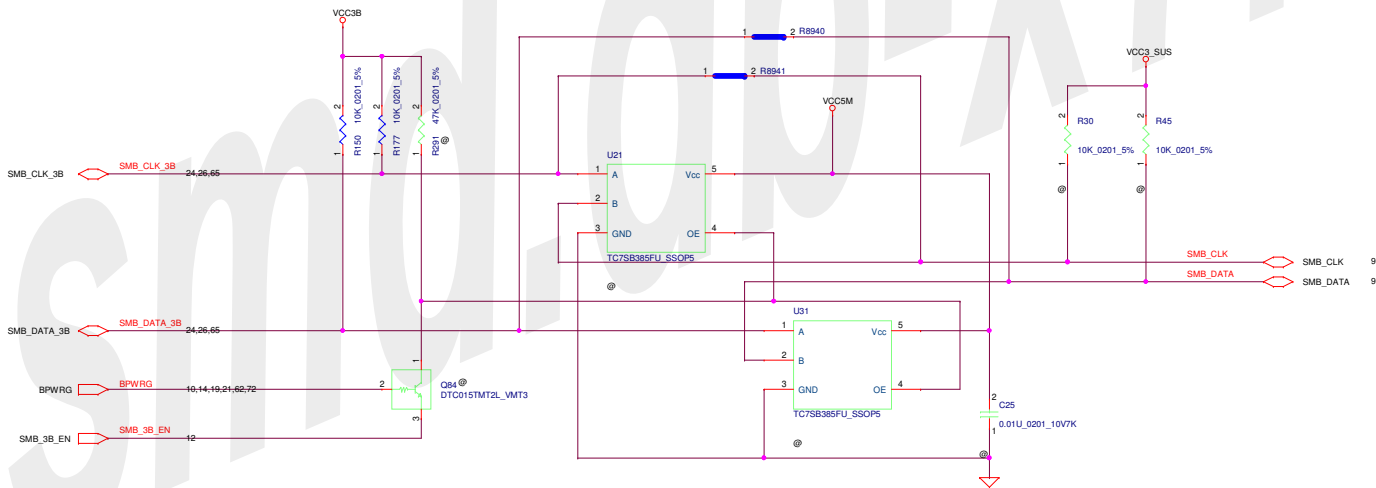 VCC3B
1
2
R8940
1
2
R8941
VCC3_SUS
VCC5M
2
10K_0201_5%
1
R150
2
10K_0201_5%
1
R177
2
47K_0201_5%
1
R291
@
2
R30
10K_0201_5%
1
@
2
R45
10K_0201_5%
1
@
U21
1
A
Vcc
5
2
B
3
GND
OE
4
TC7SB385FU_SSOP5
@
SMB_CLK_3B
SMB_CLK_3B
24,26,65
SMB_CLK
SMB_CLK
9
SMB_DATA
SMB_DATA
9
SMB_DATA_3B
SMB_DATA_3B
24,26,65
U31
1
A
Vcc
5
2
B
3
GND
OE
4
TC7SB385FU_SSOP5
@
BPWRG
BPWRG
10,14,19,21,62,72
1
2
3
Q84
@
DTC015TMT2L_VMT3
SMB_3B_EN
SMB_3B_EN
12
2
C25
0.01U_0201_10V7K
1
@